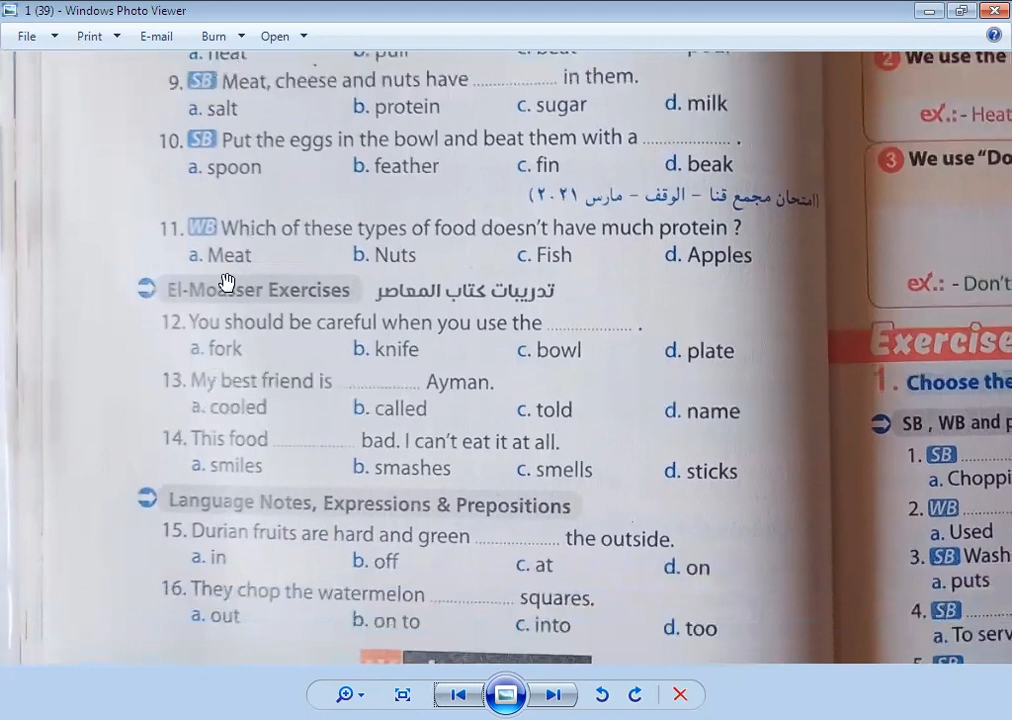 1 (39) - Windows Photo Viewer
File Print E-mail Burn Open
a. heat b. pull c. beat
9. SB Meat, cheese and nuts have .............. in them.
a. salt b. protein c. sugar d. milk
10. SB Put the eggs in the bowl and beat them with a .............. .
a. spoon b. feather c. fin d. beak
(امتحان مجمع قنا - الوقف - مارس ٢٠٢١)
11. WB Which of these types of food doesn't have much protein ?
a. Meat b. Nuts c. Fish d. Apples
El-Moasser Exercises تدريبات كتاب المعاصر
12. You should be careful when you use the .............. .
a. fork b. knife c. bowl d. plate
13. My best friend is .............. Ayman.
a. cooled b. called c. told d. name
14. This food .............. bad. I can't eat it at all.
a. smiles b. smashes c. smells d. sticks
Language Notes, Expressions & Prepositions
15. Durian fruits are hard and green .............. the outside.
a. in b. off c. at d. on
16. They chop the watermelon .............. squares.
a. out b. on to c. into d. too
2 We use the
ex.: - Heat
3 We use "Do
ex.: - Don't
Exercise
1. Choose the
SB, WB and p
1. SB
a. Choppi
2. WB
a. Used
3. SB Wash
a. puts
4. SB
a. To serv
5. SB